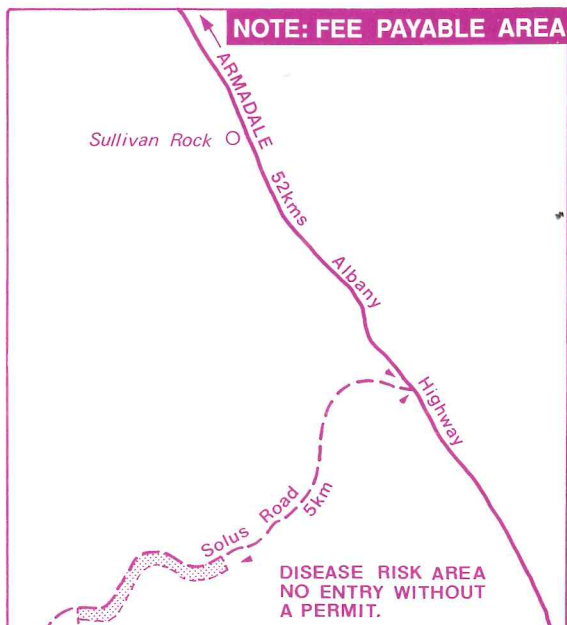 NOTE: FEE PAYABLE AREA
ARMADALE
52kms
Sullivan Rock
Albany
Highway
Solus Road
5km
DISEASE RISK AREA
NO ENTRY WITHOUT
A PERMIT.